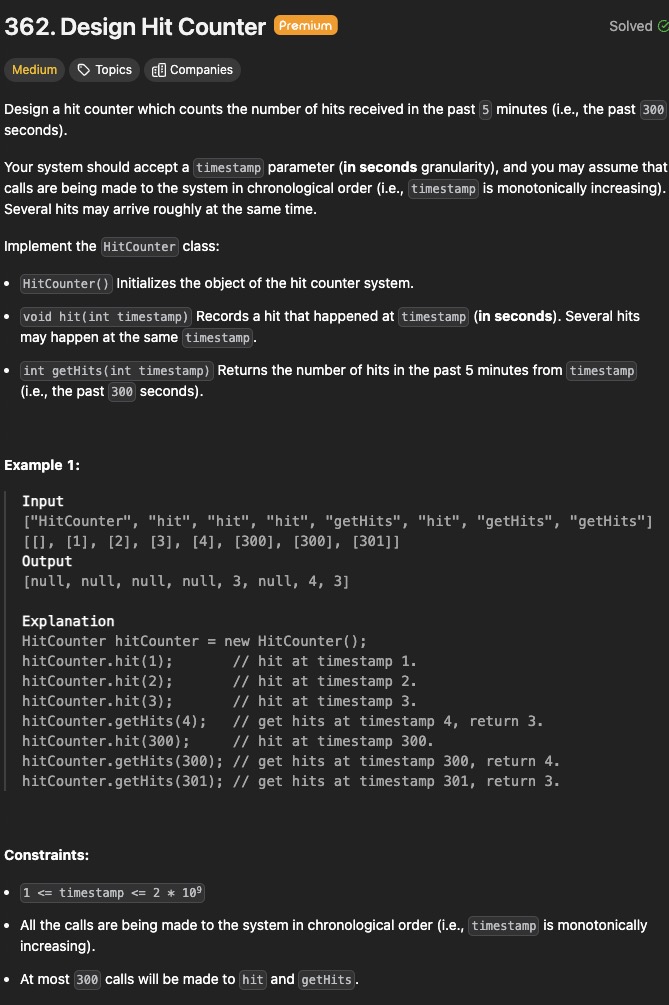 362. Design Hit Counter Premium Solved
Medium Topics Companies
Design a hit counter which counts the number of hits received in the past 5 minutes (i.e., the past 300
seconds).
Your system should accept a timestamp parameter (in seconds granularity), and you may assume that
calls are being made to the system in chronological order (i.e., timestamp is monotonically increasing).
Several hits may arrive roughly at the same time.
Implement the HitCounter class:
• HitCounter() Initializes the object of the hit counter system.
• void hit(int timestamp) Records a hit that happened at timestamp (in seconds). Several hits
may happen at the same timestamp.
• int getHits(int timestamp) Returns the number of hits in the past 5 minutes from timestamp
(i.e., the past 300 seconds).
Example 1:
Input
["HitCounter", "hit", "hit", "hit", "getHits", "hit", "getHits", "getHits"]
[[], [1], [2], [3], [4], [300], [300], [301]]
Output
[null, null, null, null, 3, null, 4, 3]
Explanation
HitCounter hitCounter = new HitCounter();
hitCounter.hit(1);       // hit at timestamp 1.
hitCounter.hit(2);       // hit at timestamp 2.
hitCounter.hit(3);       // hit at timestamp 3.
hitCounter.getHits(4);   // get hits at timestamp 4, return 3.
hitCounter.hit(300);     // hit at timestamp 300.
hitCounter.getHits(300); // get hits at timestamp 300, return 4.
hitCounter.getHits(301); // get hits at timestamp 301, return 3.
Constraints:
• 1 <= timestamp <= 2 * 10⁹
• All the calls are being made to the system in chronological order (i.e., timestamp is monotonically
increasing).
• At most 300 calls will be made to hit and getHits.